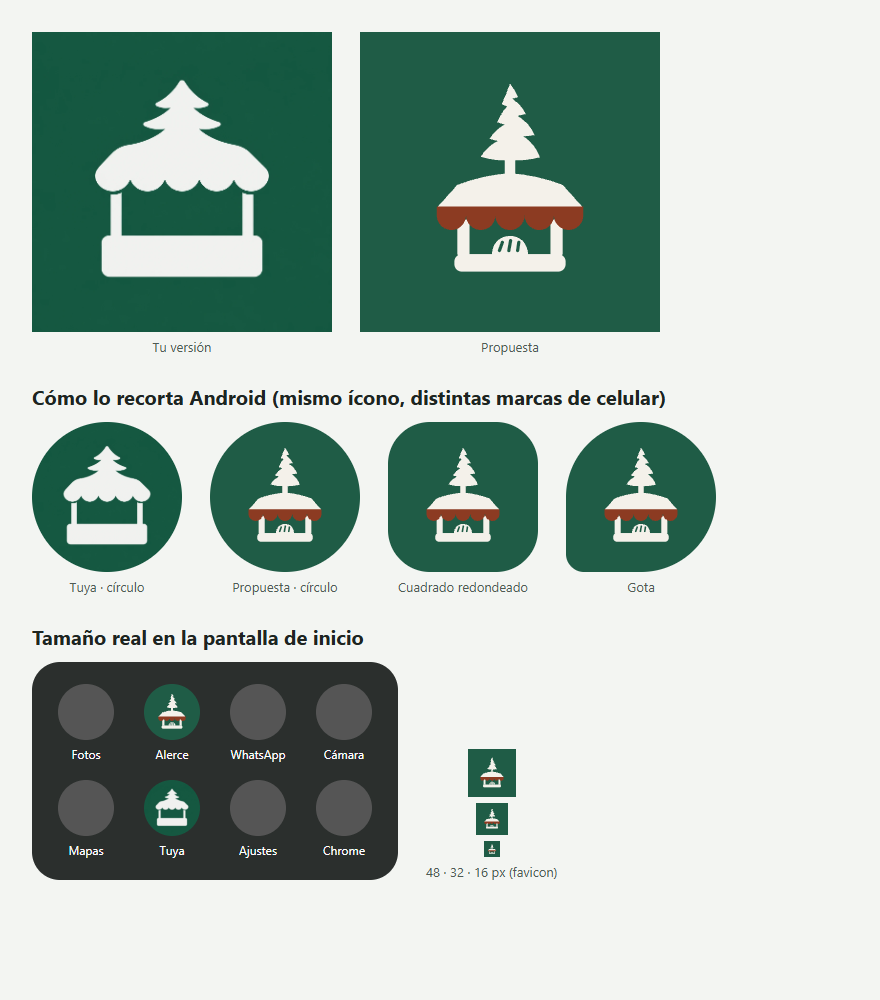 Tu versión
Propuesta
Cómo lo recorta Android (mismo ícono, distintas marcas de celular)
Tuya · círculo
Propuesta · círculo
Cuadrado redondeado
Gota
Tamaño real en la pantalla de inicio
Fotos
Alerce
WhatsApp
Cámara
Mapas
Tuya
Ajustes
Chrome
48 · 32 · 16 px (favicon)